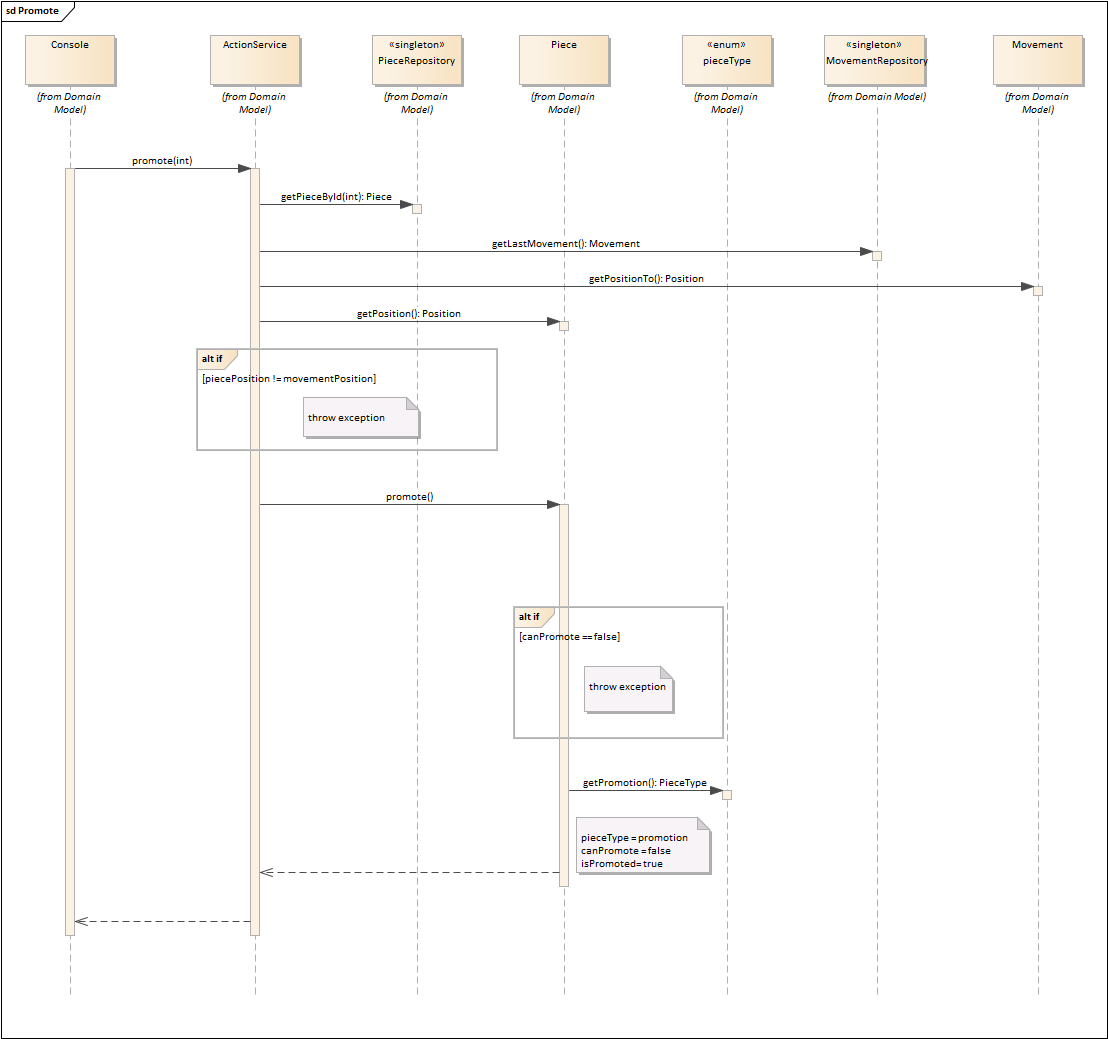 sd Promote
Console
ActionService
«singleton»
PieceRepository
Piece
«enum»
pieceType
«singleton»
MovementRepository
Movement
(from Domain
Model)
(from Domain
Model)
(from Domain
Model)
(from Domain
Model)
(from Domain
Model)
(from Domain Model)
(from Domain
Model)
promote(int)
getPieceById(int): Piece
getLastMovement(): Movement
getPositionTo(): Position
getPosition(): Position
alt if
[piecePosition != movementPosition]
throw exception
promote()
alt if
[canPromote == false]
throw exception
getPromotion(): PieceType
pieceType = promotion
canPromote = false
isPromoted= true